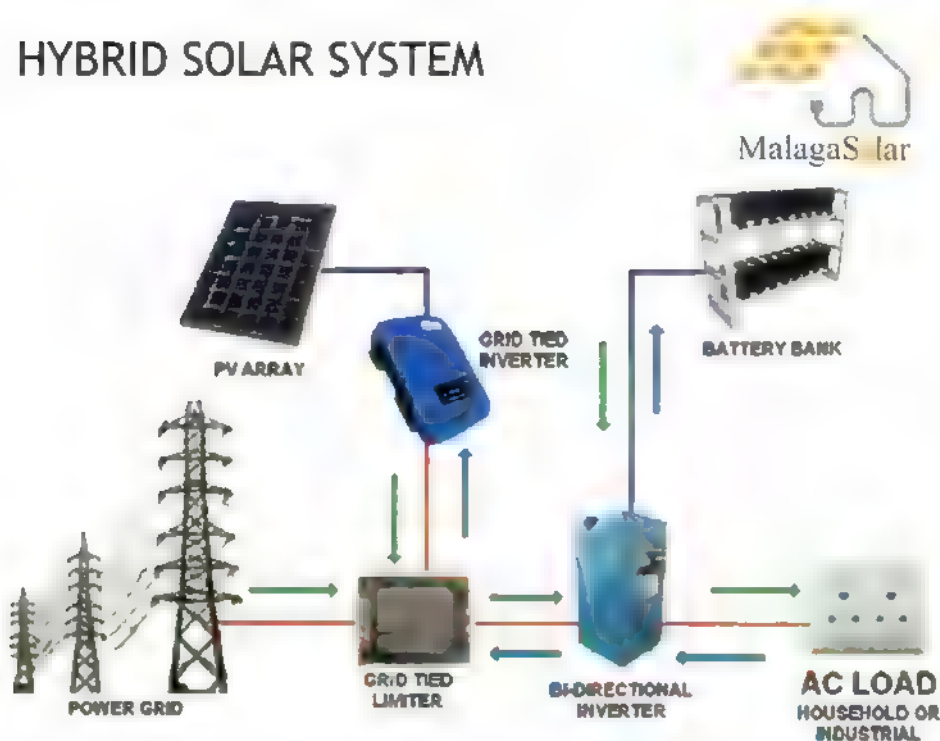 HYBRID SOLAR SYSTEM
MalagaS lar
PV ARRAY
GRID TIED
INVERTER
BATTERY BANK
POWER GRID
GRID TIED
LIMITER
BI-DIRECTIONAL
INVERTER
AC LOAD
HOUSEHOLD OR
INDUSTRIAL